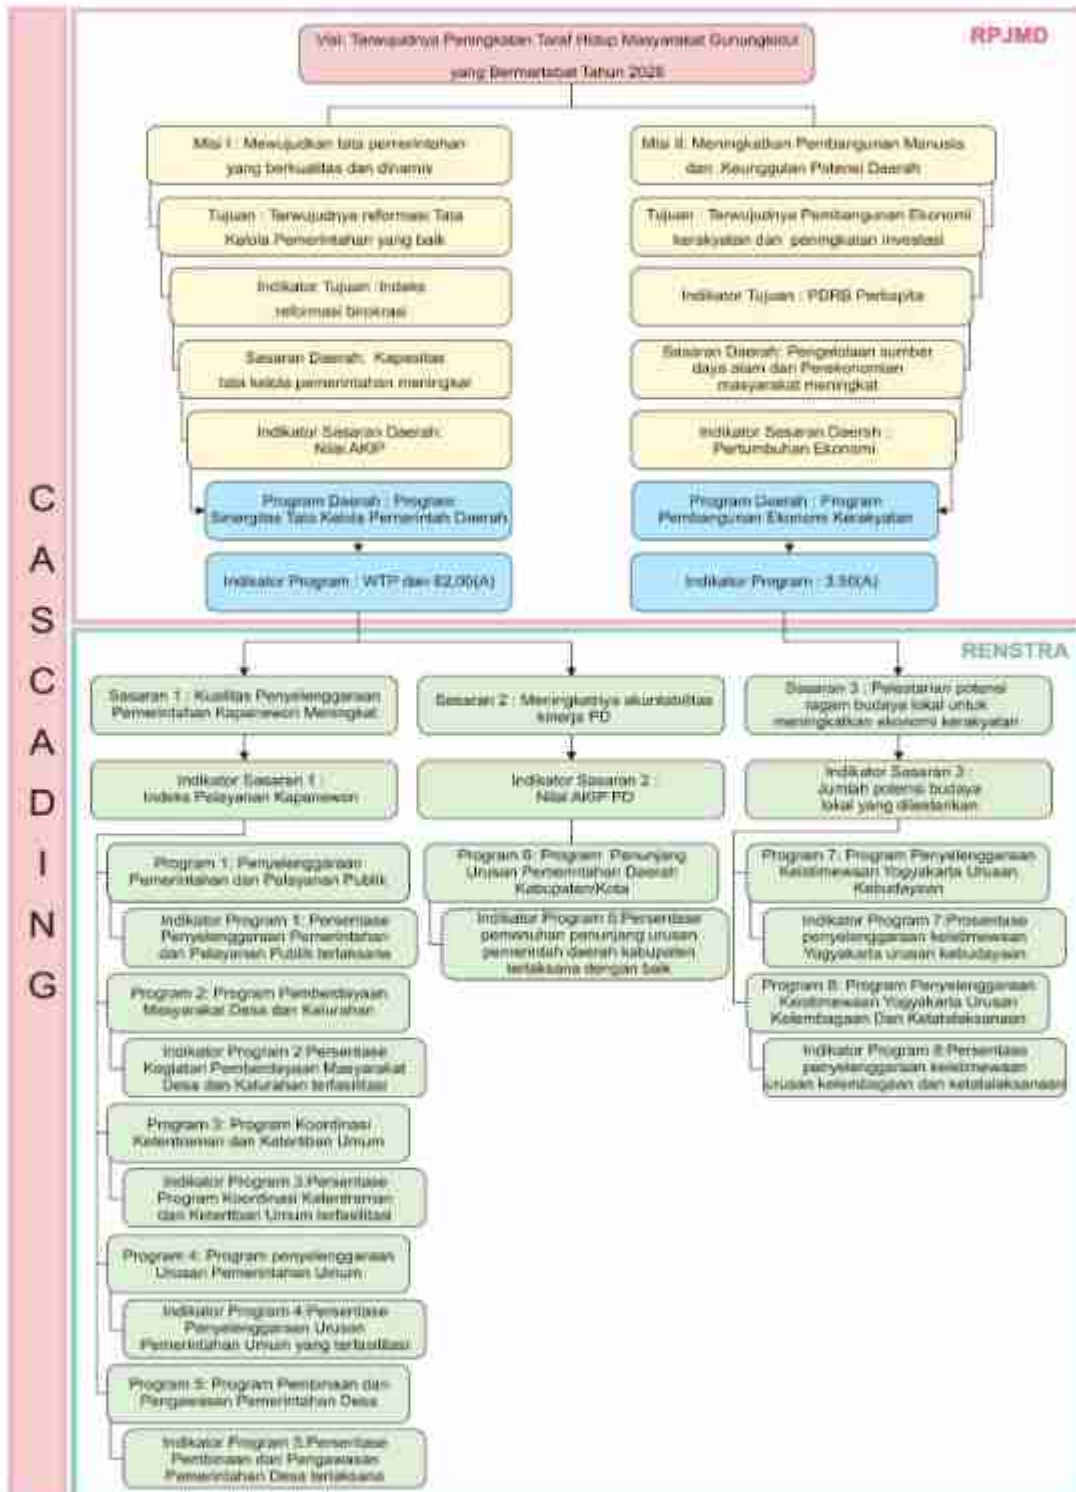 CASCADING
RPJMD
Visi: Terwujudnya Peningkatan Taraf Hidup Masyarakat Gunungkidul
yang Bermartabat Tahun 2026
Misi I : Mewujudkan tata pemerintahan
yang berkualitas dan dinamis
Tujuan : Terwujudnya reformasi Tata
Kelola Pemerintahan yang baik
Indikator Tujuan :Indeks
reformasi birokrasi
Sasaran Daerah: Kapasitas
tata kelola pemerintahan meningkat
Indikator Sasaran Daerah:
Nilai AKIP
Program Daerah : Program
Sinergitas Tata Kelola Pemerintah Daerah
Indikator Program : WTP dan 82,00(A)
Misi II: Meningkatkan Pembangunan Manusia
dan Keunggulan Potensi Daerah
Tujuan : Terwujudnya Pembangunan Ekonomi
kerakyatan dan peningkatan investasi
Indikator Tujuan : PDRB Perkapita
Sasaran Daerah: Pengelolaan sumber
daya alam dan Perekonomian
masyarakat meningkat
Indikator Sasaran Daerah :
Pertumbuhan Ekonomi
Program Daerah : Program
Pembangunan Ekonomi Kerakyatan
Indikator Program : 3.50(A)
RENSTRA
Sasaran 1 : Kualitas Penyelenggaraan
Pemerintahan Kapanewon Meningkat
Indikator Sasaran 1 :
Indeks Pelayanan Kapanewon
Program 1: Penyelenggaraan
Pemerintahan dan Pelayanan Publik
Indikator Program 1: Persentase
Penyelenggaraan Pemerintahan
dan Pelayanan Publik terlaksana
Program 2: Program Pemberdayaan
Masyarakat Desa dan Kalurahan
Indikator Program 2:Persentase
Kegiatan Pemberdayaan Masyarakat
Desa dan Kalurahan terfasilitasi
Program 3: Program Koordinasi
Ketentraman dan Ketertiban Umum
Indikator Program 3:Persentase
Program Koordinasi Ketentraman
dan Ketertiban Umum terfasilitasi
Program 4: Program penyelenggaraan
Urusan Pemerintahan Umum
Indikator Program 4:Persentase
Penyelenggaraan Urusan
Pemerintahan Umum yang terfasilitasi
Program 5: Program Pembinaan dan
Pengawasan Pemerintahan Desa
Indikator Program 5:Persentase
Pembinaan dan Pengawasan
Pemerintahan Desa terlaksana
Sasaran 2 : Meningkatnya akuntabilitas
kinerja PD
Indikator Sasaran 2 :
Nilai AKIP PD
Program 6: Program Penunjang
Urusan Pemerintahan Daerah
Kabupaten/Kota
Indikator Program 6:Persentase
pemenuhan penunjang urusan
pemerintah daerah kabupaten
terlaksana dengan baik
Sasaran 3 : Pelestarian potensi
ragam budaya lokal untuk
meningkatkan ekonomi kerakyatan
Indikator Sasaran 3 :
Jumlah potensi budaya
lokal yang dilestarikan
Program 7: Program Penyelenggaraan
Keistimewaan Yogyakarta Urusan
Kebudayaan
Indikator Program 7:Prosentase
penyelenggaraan keistimewaan
Yogyakarta urusan kebudayaan
Program 8: Program Penyelenggaraan
Keistimewaan Yogyakarta Urusan
Kelembagaan Dan Ketatalaksanaan
Indikator Program 8:Persentase
penyelenggaraan keistimewaan
urusan kelembagaan dan ketatalaksanaan